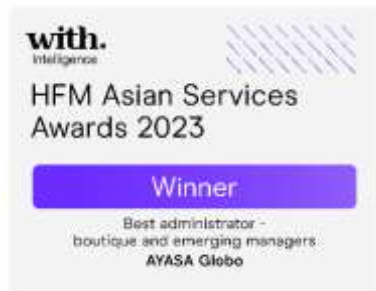 with.
Intelligence
HFM Asian Services
Awards 2023
Winner
Best administrator -
boutique and emerging managers
AYASA Globo